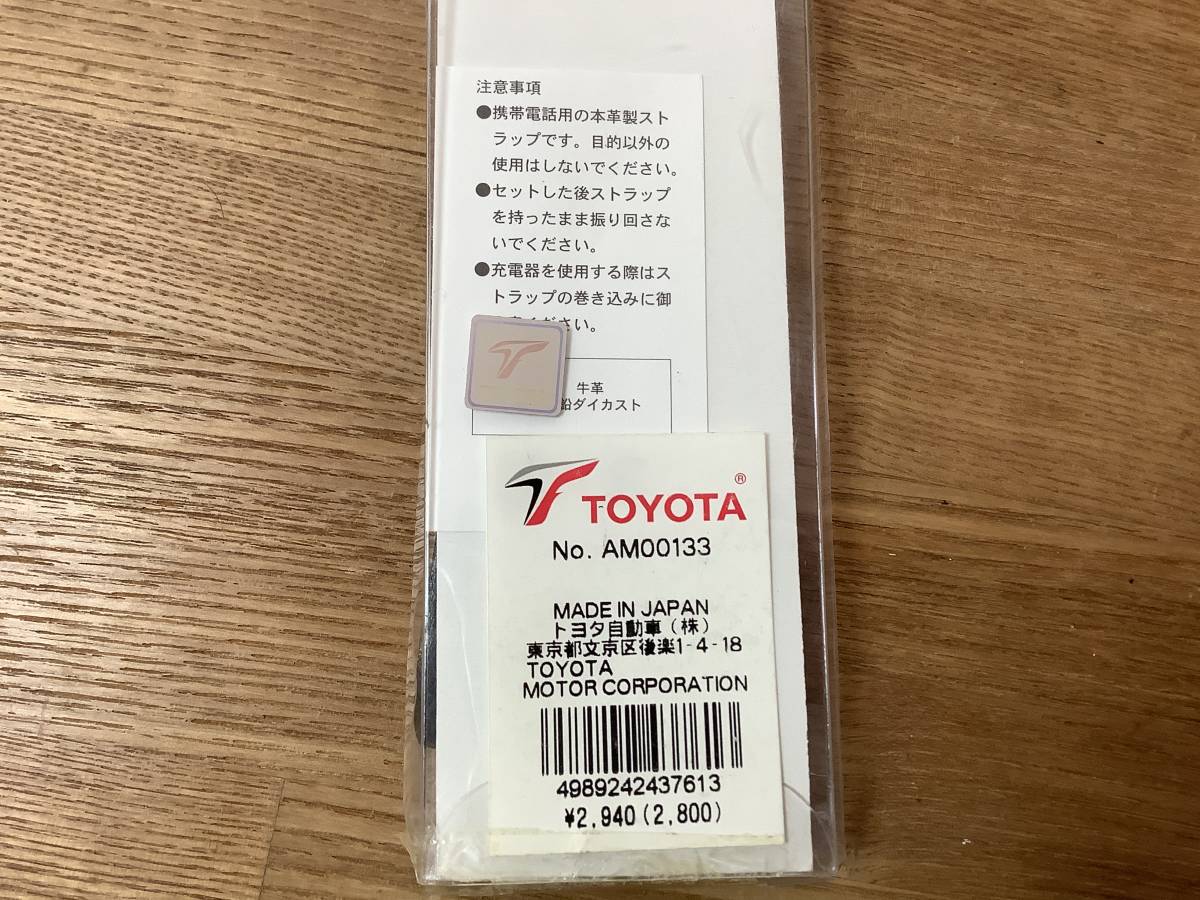 注意事項
●携帯電話用の本革製スト
ラップです。目的以外の
使用はしないでください。
●セットした後ストラップ
を持ったまま振り回さな
いでください。
●充電器を使用する際はス
トラップの巻き込みに御
ください。
牛革
鉛ダイカスト
TOYOTA®
No. AM00133
MADE IN JAPAN
トヨタ自動車（株）
東京都文京区後楽1-4-18
TOYOTA
MOTOR CORPORATION
4989242437613
¥2,940(2,800)